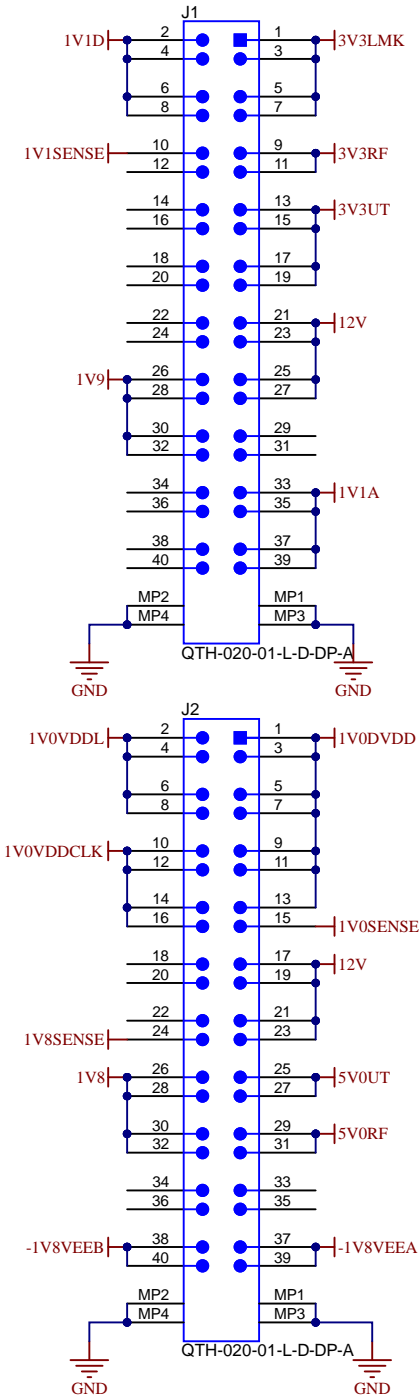 J1
1V1D 2 1 3V3LMK
4 3
6 5
8 7
1V1SENSE 10 9 3V3RF
12 11
14 13 3V3UT
16 15
18 17
20 19
22 21 12V
24 23
1V9 26 25
28 27
30 29
32 31
34 33 1V1A
36 35
38 37
40 39
MP2 MP1
MP4 MP3
QTH-020-01-L-D-DP-A
GND GND
J2
1V0VDDL 2 1 1V0DVDD
4 3
6 5
8 7
1V0VDDCLK 10 9
12 11
14 13
16 15 1V0SENSE
18 17 12V
20 19
22 21
1V8SENSE 24 23
1V8 26 25 5V0UT
28 27
30 29 5V0RF
32 31
34 33
36 35
-1V8VEEB 38 37 -1V8VEEA
40 39
MP2 MP1
MP4 MP3
QTH-020-01-L-D-DP-A
GND GND